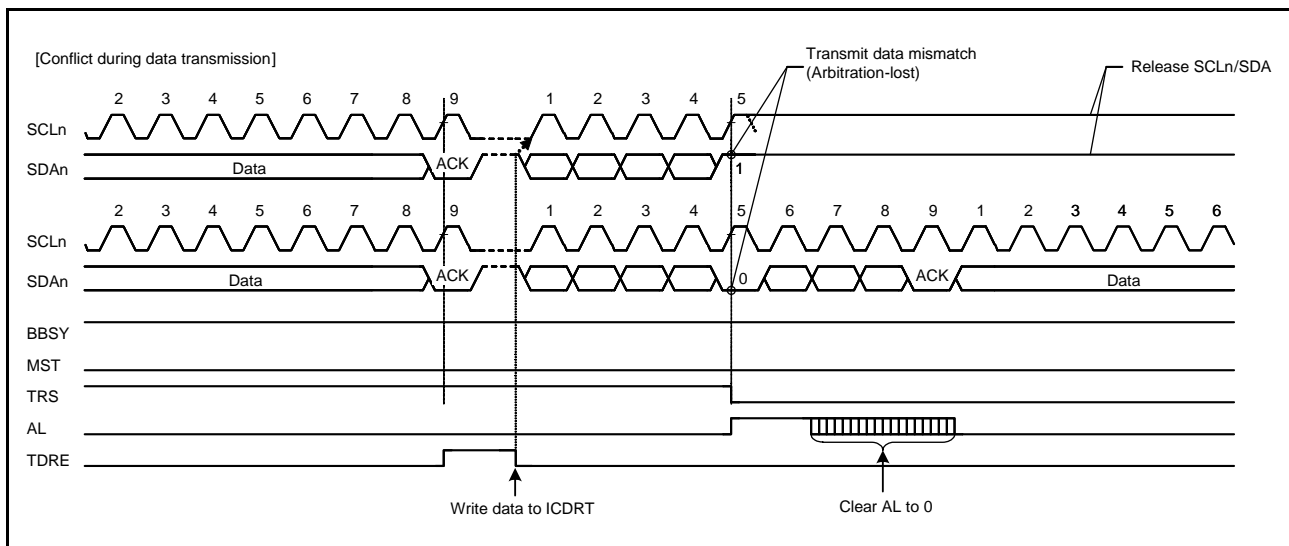 [Conflict during data transmission]
Transmit data mismatch
(Arbitration-lost)
Release SCLn/SDA
2 3 4 5 6 7 8 9 1 2 3 4 5
SCLn
SDAn Data ACK 1
2 3 4 5 6 7 8 9 1 2 3 4 5 6 7 8 9 1 2 3 4 5 6
SCLn
SDAn Data ACK 0 ACK Data
BBSY
MST
TRS
AL
TDRE
Write data to ICDRT
Clear AL to 0